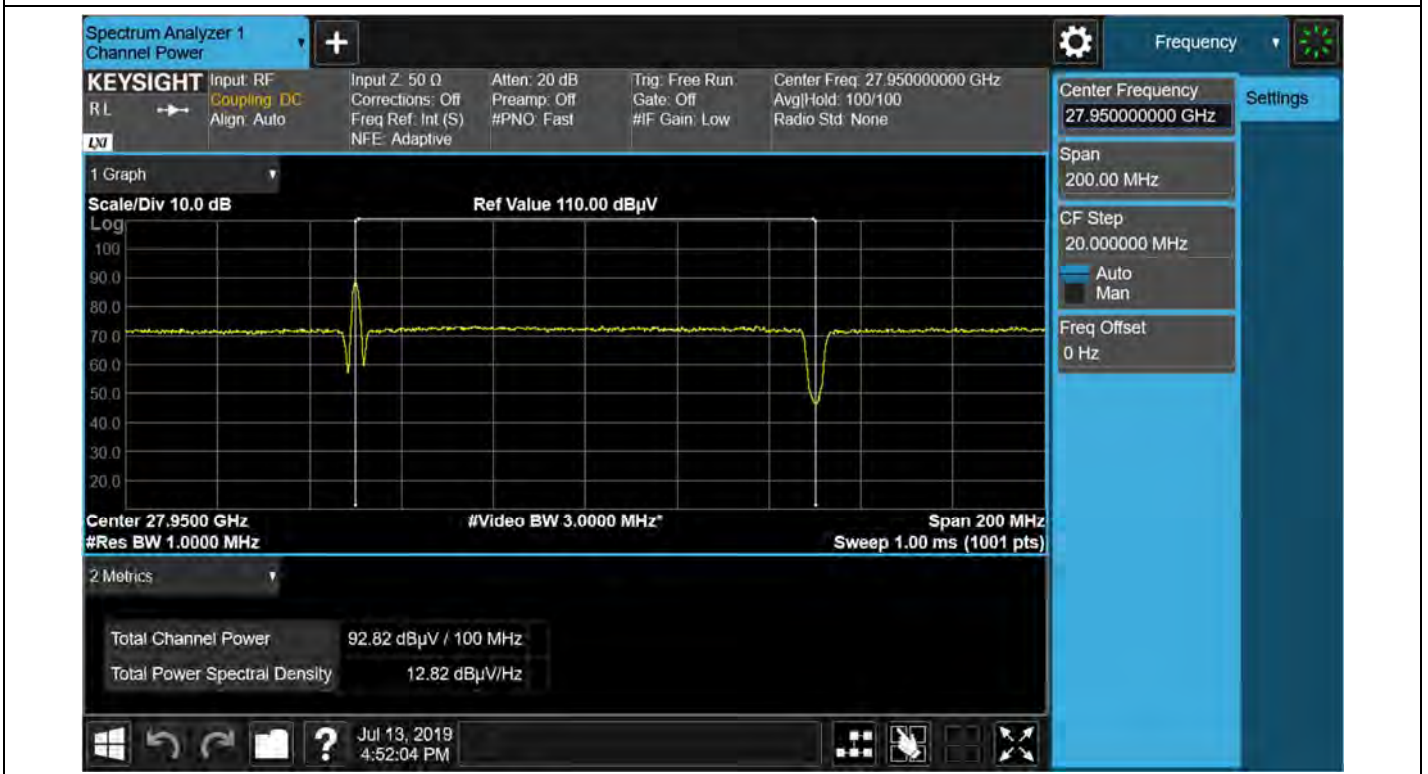 Spectrum Analyzer 1
Channel Power
+
Frequency
KEYSIGHT
RL
LXI
Input: RF
Coupling: DC
Align: Auto
Input Z: 50 Ω
Corrections: Off
Freq Ref: Int (S)
NFE: Adaptive
Atten: 20 dB
Preamp: Off
#PNO: Fast
Trig: Free Run
Gate: Off
#IF Gain: Low
Center Freq: 27.950000000 GHz
Avg|Hold: 100/100
Radio Std: None
Center Frequency
27.950000000 GHz
Settings
Span
200.00 MHz
CF Step
20.000000 MHz
Auto
Man
Freq Offset
0 Hz
1 Graph
Scale/Div 10.0 dB
Ref Value 110.00 dBµV
Log
100
90.0
80.0
70.0
60.0
50.0
40.0
30.0
20.0
Center 27.9500 GHz
#Video BW 3.0000 MHz*
Span 200 MHz
#Res BW 1.0000 MHz
Sweep 1.00 ms (1001 pts)
2 Metrics
Total Channel Power 92.82 dBµV / 100 MHz
Total Power Spectral Density 12.82 dBµV/Hz
?
Jul 13, 2019
4:52:04 PM